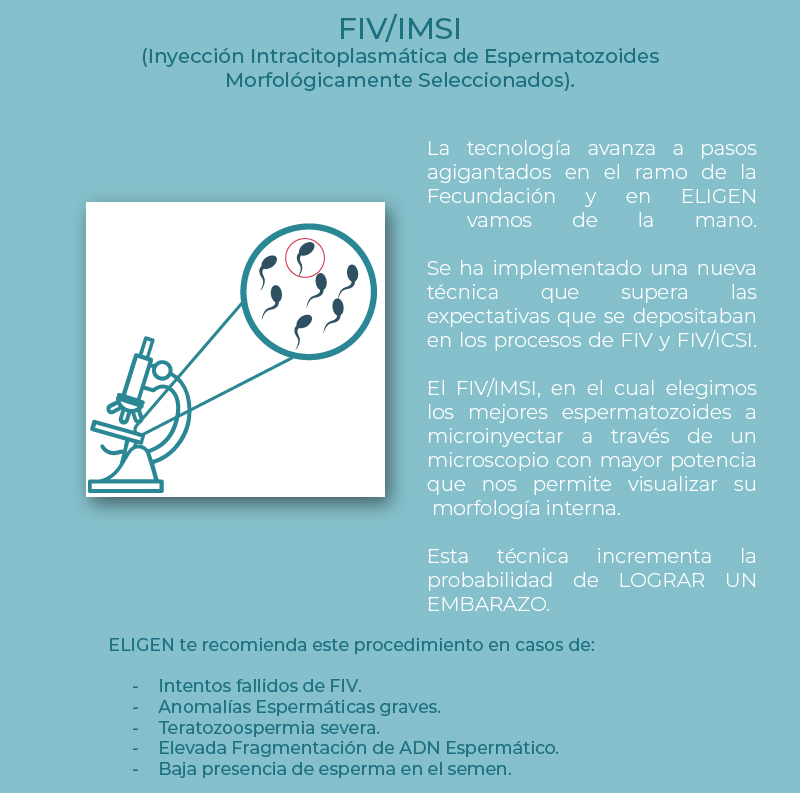 FIV/IMSI
(Inyección Intracitoplasmática de Espermatozoides
Morfológicamente Seleccionados).
La tecnología avanza a pasos
agigantados en el ramo de la
Fecundación y en ELIGEN
vamos de la mano.
Se ha implementado una nueva
técnica que supera las
expectativas que se depositaban
en los procesos de FIV y FIV/ICSI.
El FIV/IMSI, en el cual elegimos
los mejores espermatozoides a
microinyectar a través de un
microscopio con mayor potencia
que nos permite visualizar su
morfología interna.
Esta técnica incrementa la
probabilidad de LOGRAR UN
EMBARAZO.
ELIGEN te recomienda este procedimiento en casos de:
- Intentos fallidos de FIV.
- Anomalías Espermáticas graves.
- Teratozoospermia severa.
- Elevada Fragmentación de ADN Espermático.
- Baja presencia de esperma en el semen.